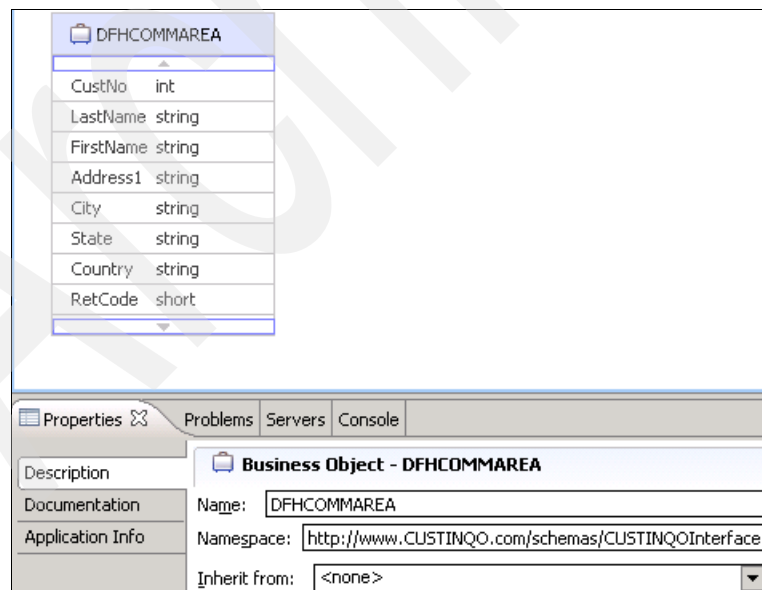 DFHCOMMAREA
CustNo int
LastName string
FirstName string
Address1 string
City string
State string
Country string
RetCode short
Properties Problems Servers Console
Description
Documentation
Application Info
Business Object - DFHCOMMAREA
Name: DFHCOMMAREA
Namespace: http://www.CUSTINQO.com/schemas/CUSTINQOInterface
Inherit from: <none>